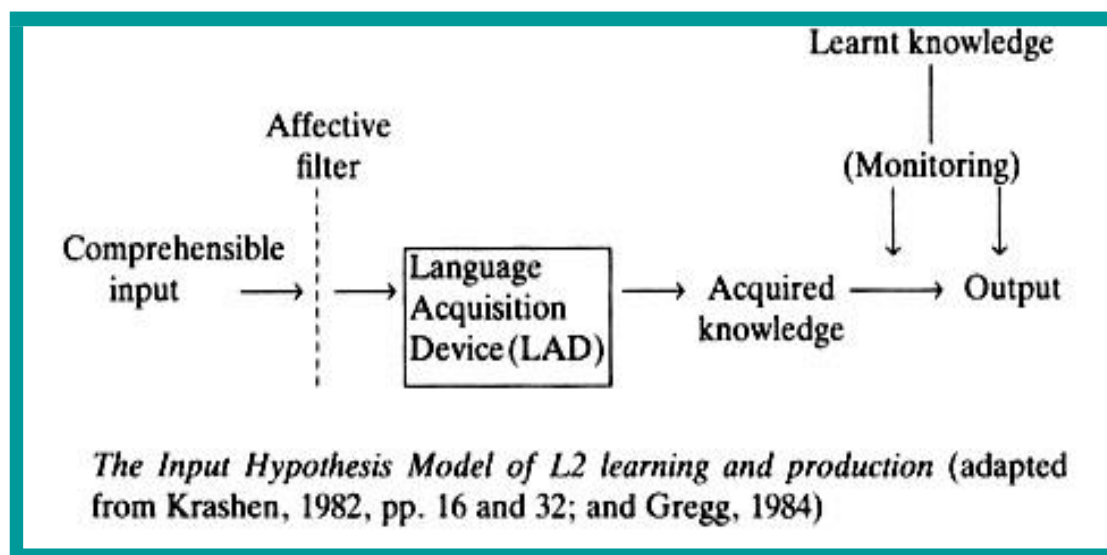 Learnt knowledge
Affective
filter
(Monitoring)
Comprehensible
input
Language
Acquisition
Device (LAD)
Acquired
knowledge
Output
The Input Hypothesis Model of L2 learning and production (adapted
from Krashen, 1982, pp. 16 and 32; and Gregg, 1984)